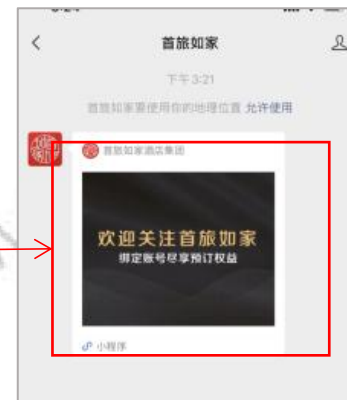 首旅如家
下午 3:21
首旅如家要使用你的地理位置 允许使用
首旅如家酒店集团
欢迎关注首旅如家
绑定账号尽享预订权益
小程序